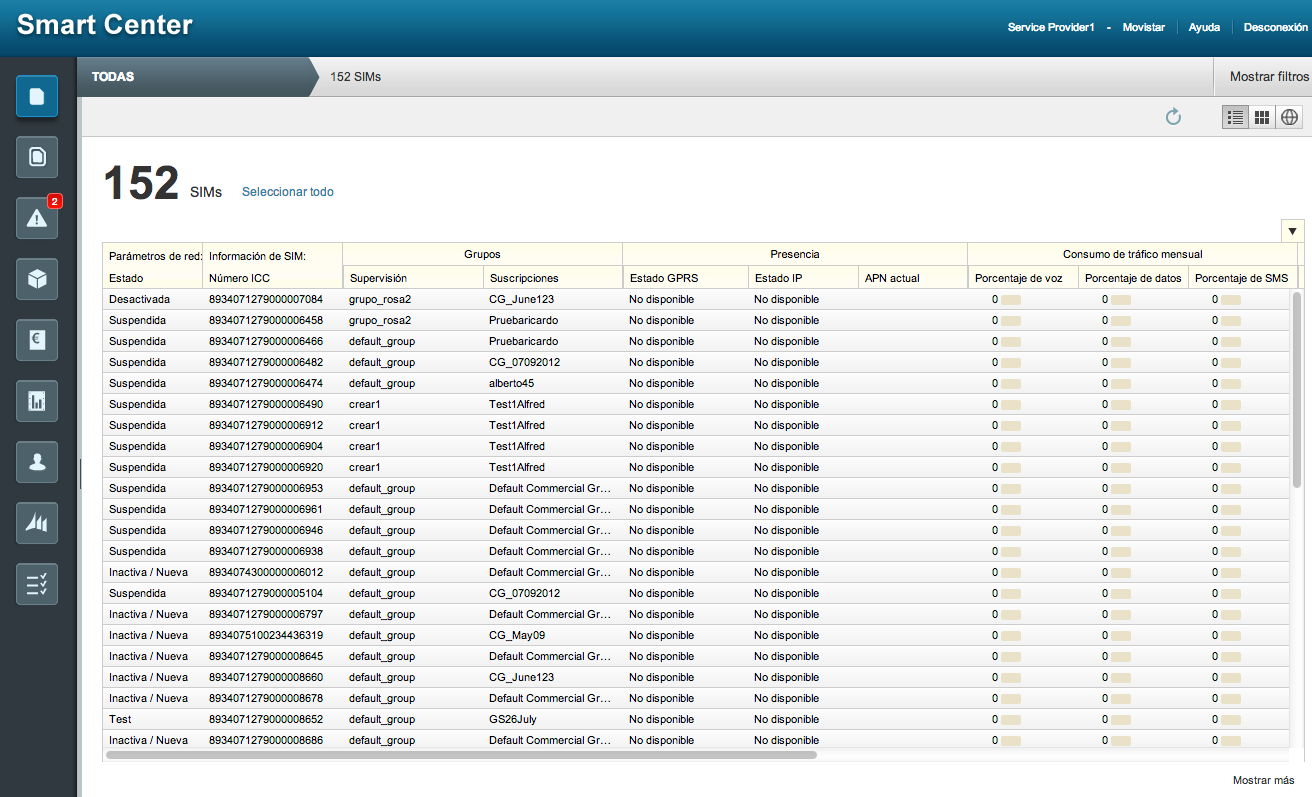 Smart Center
Service Provider1 - Movistar Ayuda Desconexión
TODAS 152 SIMs Mostrar filtros
2
152 SIMs Seleccionar todo
Parámetros de red: Información de SIM: Grupos Presencia Consumo de tráfico mensual
Estado Número ICC Supervisión Suscripciones Estado GPRS Estado IP APN actual Porcentaje de voz Porcentaje de datos Porcentaje de SMS
Desactivada 8934071279000007084 grupo_rosa2 CG_June123 No disponible No disponible 0 0 0
Suspendida 8934071279000006458 grupo_rosa2 Pruebaricardo No disponible No disponible 0 0 0
Suspendida 8934071279000006466 default_group Pruebaricardo No disponible No disponible 0 0 0
Suspendida 8934071279000006482 default_group CG_07092012 No disponible No disponible 0 0 0
Suspendida 8934071279000006474 default_group alberto45 No disponible No disponible 0 0 0
Suspendida 8934071279000006490 crear1 Test1Alfred No disponible No disponible 0 0 0
Suspendida 8934071279000006912 crear1 Test1Alfred No disponible No disponible 0 0 0
Suspendida 8934071279000006904 crear1 Test1Alfred No disponible No disponible 0 0 0
Suspendida 8934071279000006920 crear1 Test1Alfred No disponible No disponible 0 0 0
Suspendida 8934071279000006953 default_group Default Commercial Gr... No disponible No disponible 0 0 0
Suspendida 8934071279000006961 default_group Default Commercial Gr... No disponible No disponible 0 0 0
Suspendida 8934071279000006946 default_group Default Commercial Gr... No disponible No disponible 0 0 0
Suspendida 8934071279000006938 default_group Default Commercial Gr... No disponible No disponible 0 0 0
Inactiva / Nueva 8934074300000006012 default_group Default Commercial Gr... No disponible No disponible 0 0 0
Suspendida 8934071279000005104 default_group CG_07092012 No disponible No disponible 0 0 0
Inactiva / Nueva 8934071279000006797 default_group Default Commercial Gr... No disponible No disponible 0 0 0
Inactiva / Nueva 8934075100234436319 default_group CG_May09 No disponible No disponible 0 0 0
Inactiva / Nueva 8934071279000008645 default_group Default Commercial Gr... No disponible No disponible 0 0 0
Inactiva / Nueva 8934071279000008660 default_group CG_June123 No disponible No disponible 0 0 0
Inactiva / Nueva 8934071279000008678 default_group Default Commercial Gr... No disponible No disponible 0 0 0
Test 8934071279000008652 default_group GS26July No disponible No disponible 0 0 0
Inactiva / Nueva 8934071279000008686 default_group Default Commercial Gr... No disponible No disponible 0 0 0
Mostrar más